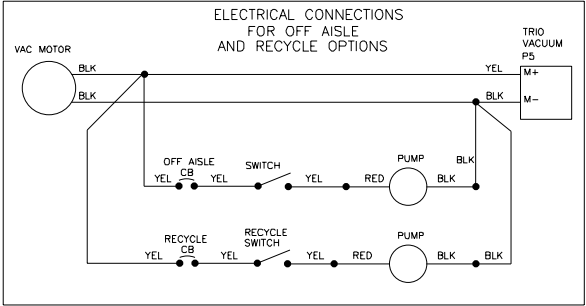 ELECTRICAL CONNECTIONS
FOR OFF AISLE
AND RECYCLE OPTIONS
TRIO
VACUUM
P5
VAC MOTOR
BLK
YEL
M+
BLK
BLK
M-
OFF AISLE
CB
SWITCH
PUMP
BLK
YEL
YEL
YEL
RED
BLK
RECYCLE
CB
RECYCLE
SWITCH
PUMP
YEL
YEL
YEL
RED
BLK
BLK